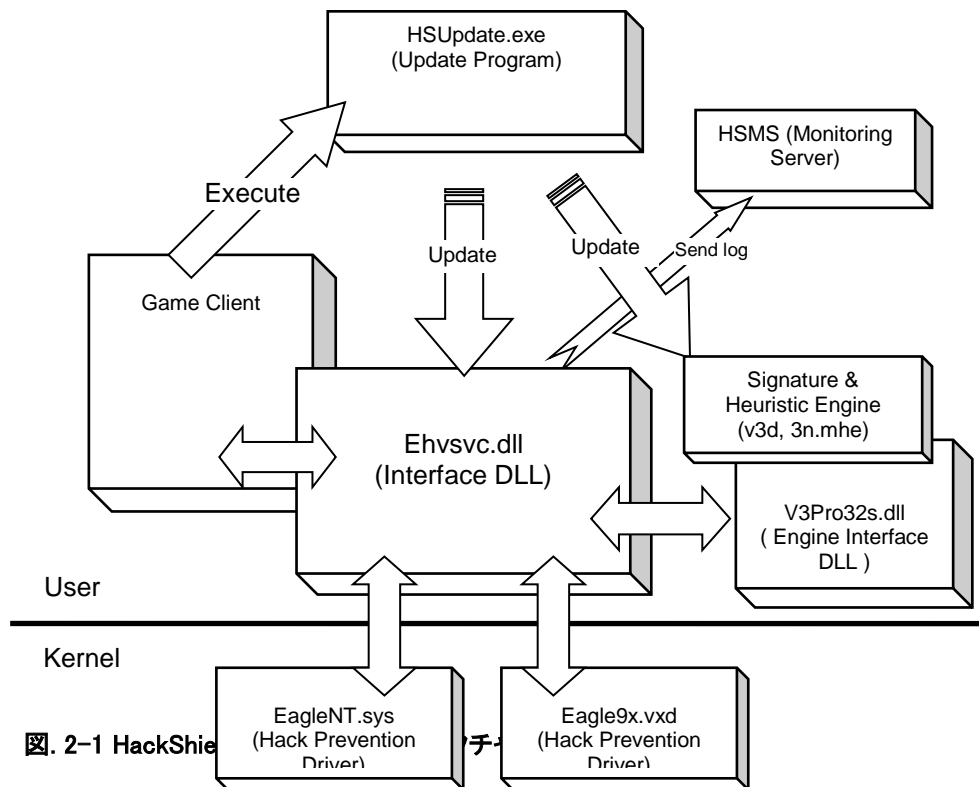 HSUpdate.exe
(Update Program)
HSMS (Monitoring
Server)
Execute
Update
Update
Send log
Game Client
Signature &
Heuristic Engine
(v3d, 3n.mhe)
Ehvsvc.dll
(Interface DLL)
V3Pro32s.dll
( Engine Interface
DLL )
User
Kernel
EagleNT.sys
(Hack Prevention
Driver)
Eagle9x.vxd
(Hack Prevention
Driver)
図. 2-1 HackShie